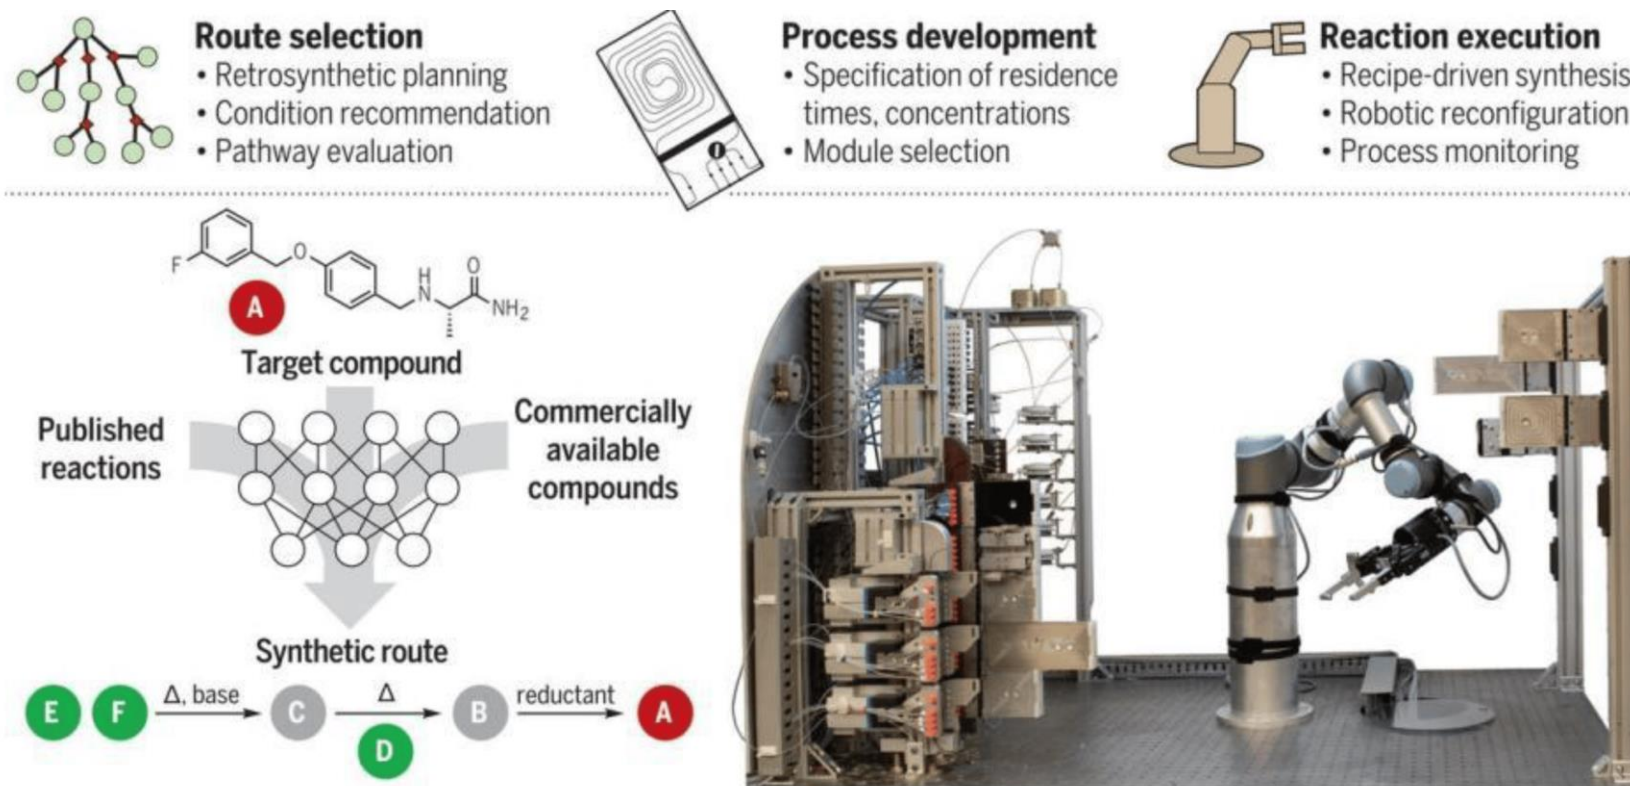 Route selection
• Retrosynthetic planning
• Condition recommendation
• Pathway evaluation
Process development
• Specification of residence
times, concentrations
• Module selection
Reaction execution
• Recipe-driven synthesis
• Robotic reconfiguration
• Process monitoring
F
O
H
N
O
NH₂
A
Target compound
Published
reactions
Commercially
available
compounds
Synthetic route
E F Δ, base C Δ B reductant A
D